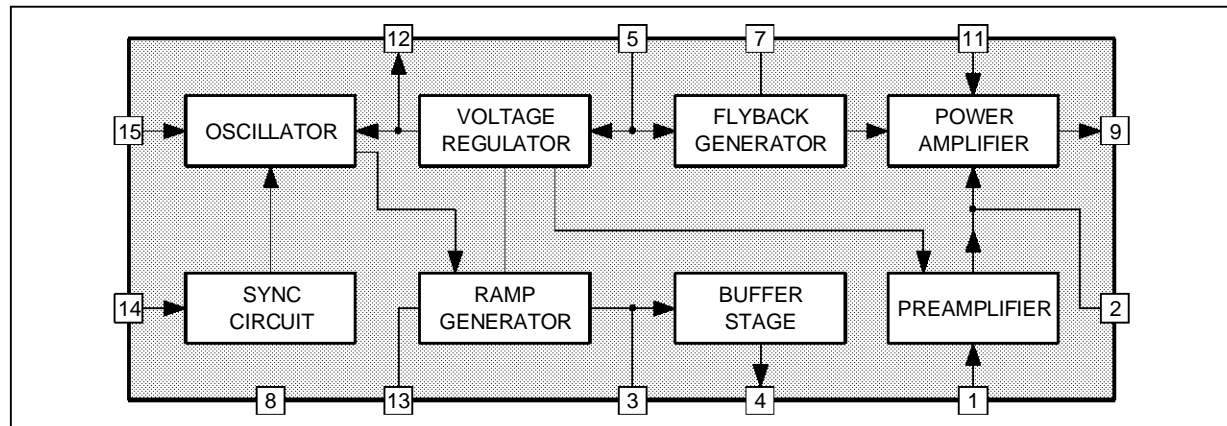 12 5 7 11
15 OSCILLATOR
VOLTAGE
REGULATOR
FLYBACK
GENERATOR
POWER
AMPLIFIER
9
14 SYNC
CIRCUIT
RAMP
GENERATOR
BUFFER
STAGE
PREAMPLIFIER
2
8 13 3 4 1